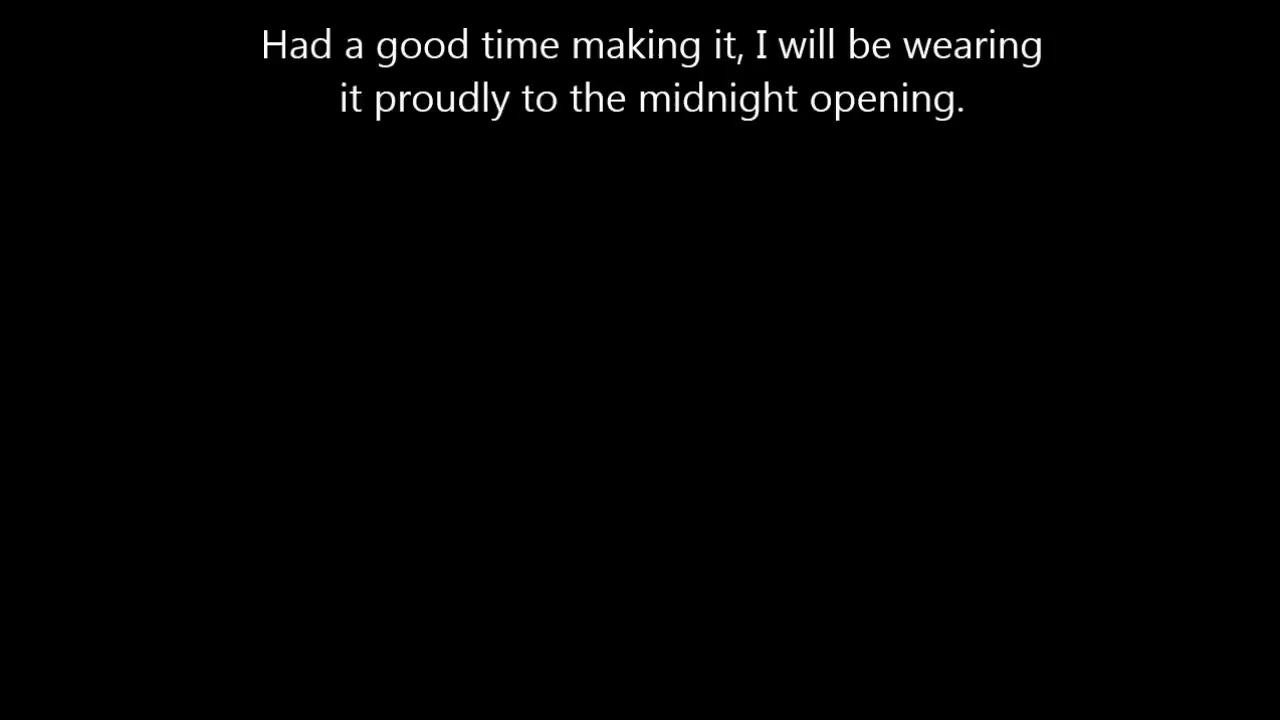 Had a good time making it, I will be wearing
it proudly to the midnight opening.